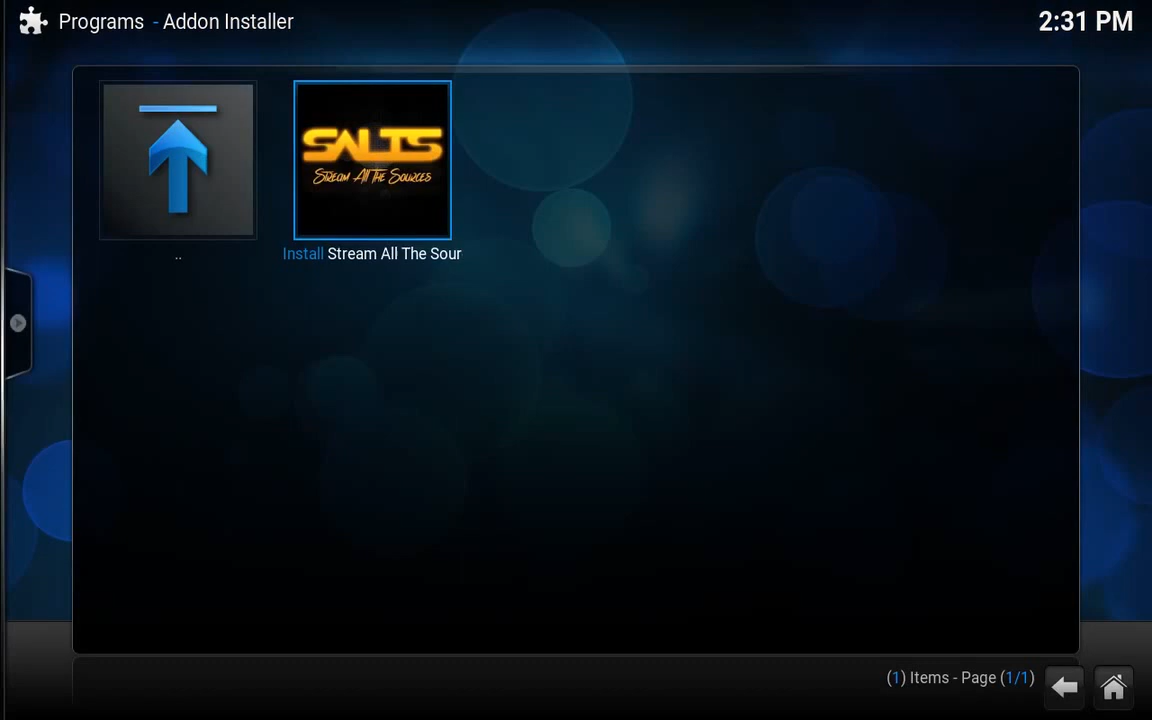 Programs - Addon Installer
2:31 PM
SALTS
Stream All The Sources
..
Install Stream All The Sour
(1) Items - Page (1/1)